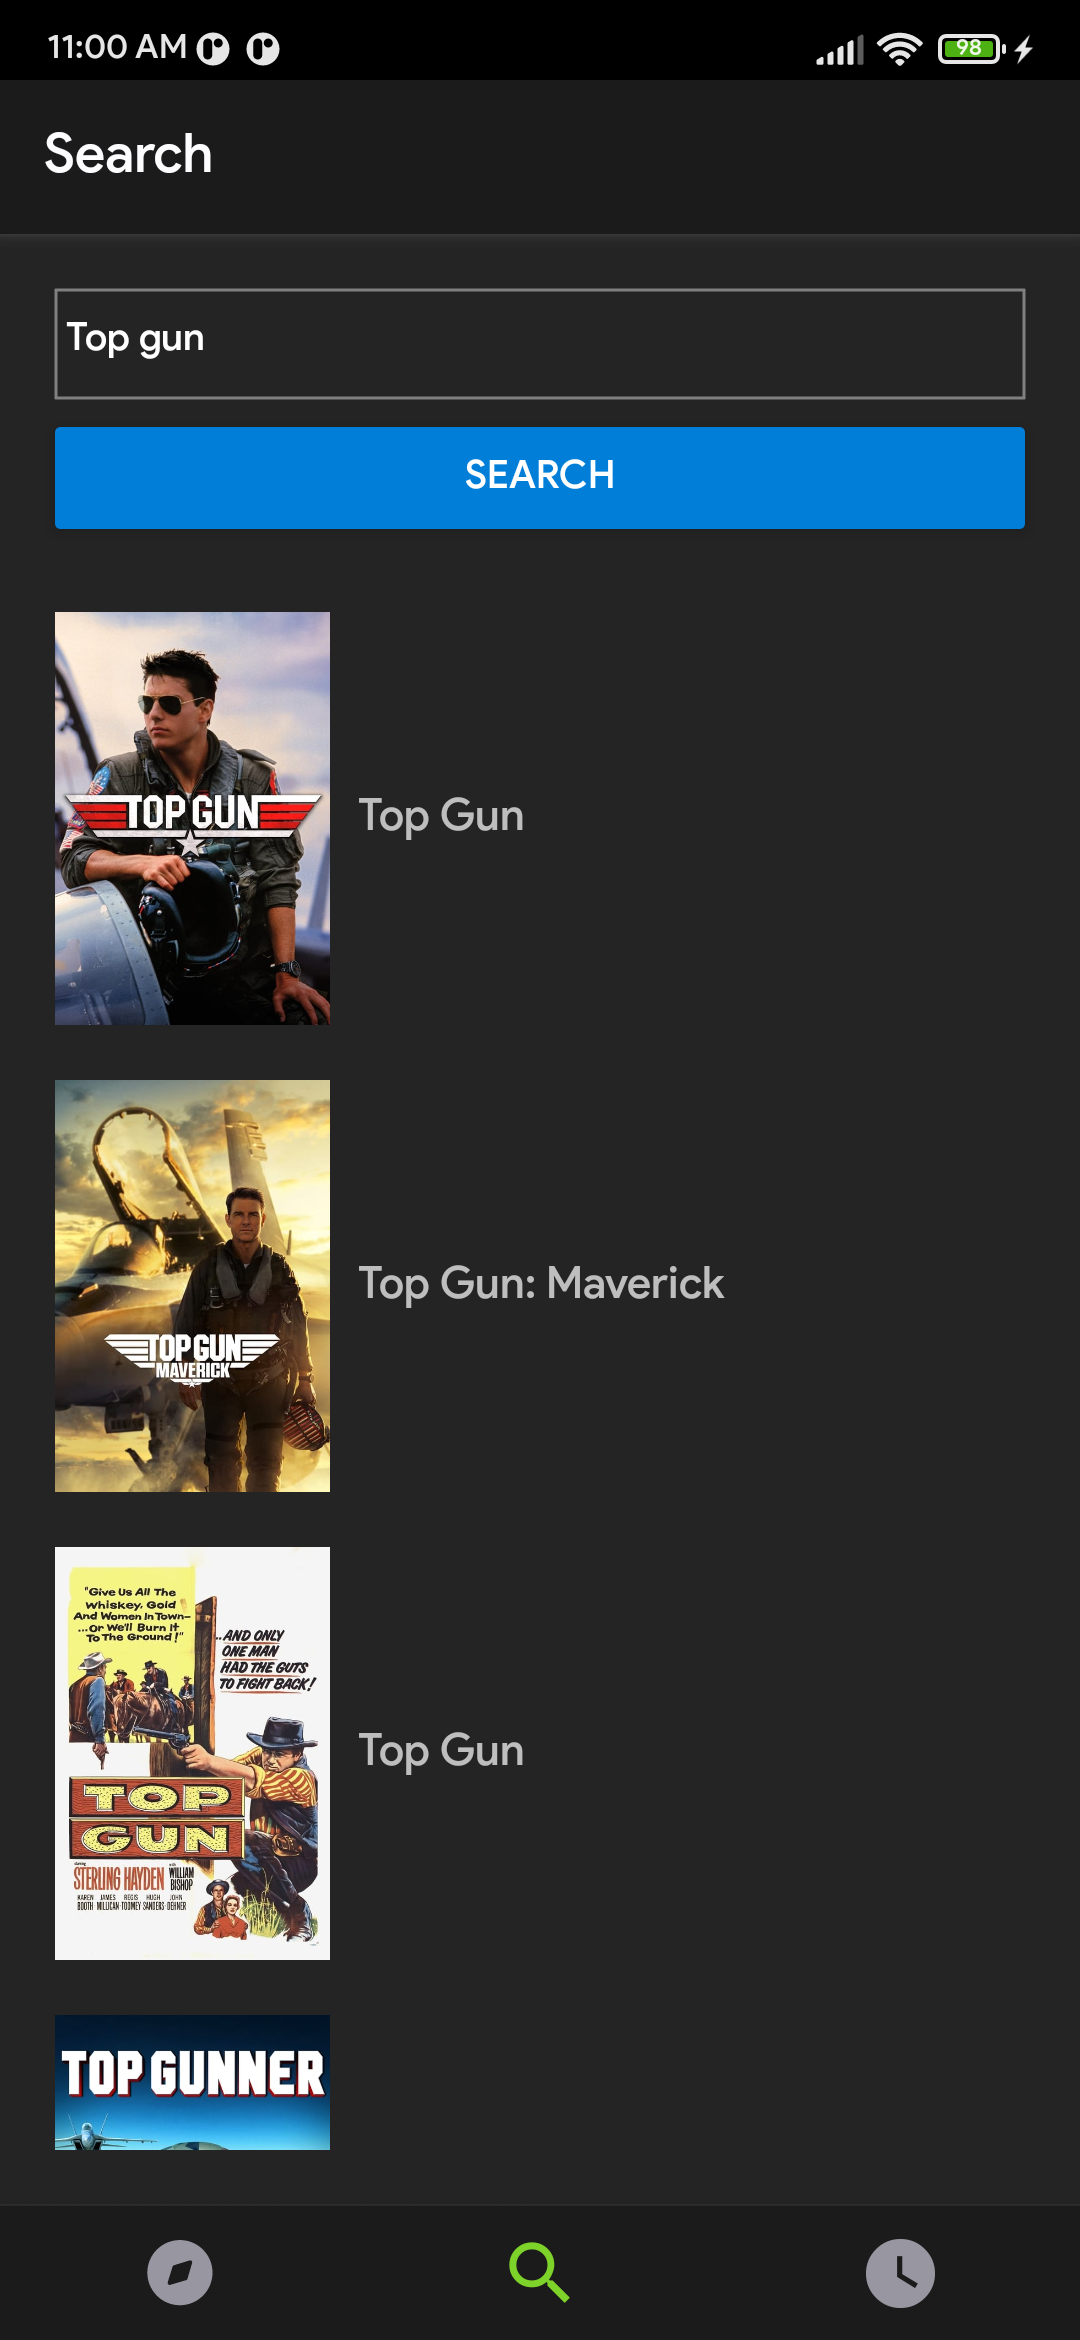 11:00 AM
98
Search
Top gun
SEARCH
TOP GUN
Top Gun
TOP GUN
MAVERICK
Top Gun: Maverick
"Give Us All The
Whiskey, Gold
And Women In Town-
...Or We'll Burn It
To The Ground!"
...AND ONLY
ONE MAN
HAD THE GUTS
TO FIGHT BACK!
TOP
GUN
starring
STERLING HAYDEN
with
WILLIAM
BISHOP
KAREN BOOTH
JAMES MILLICAN
REGIS TOOMEY
HUGH SANDERS
JOHN DEHNER
Top Gun
TOP GUNNER